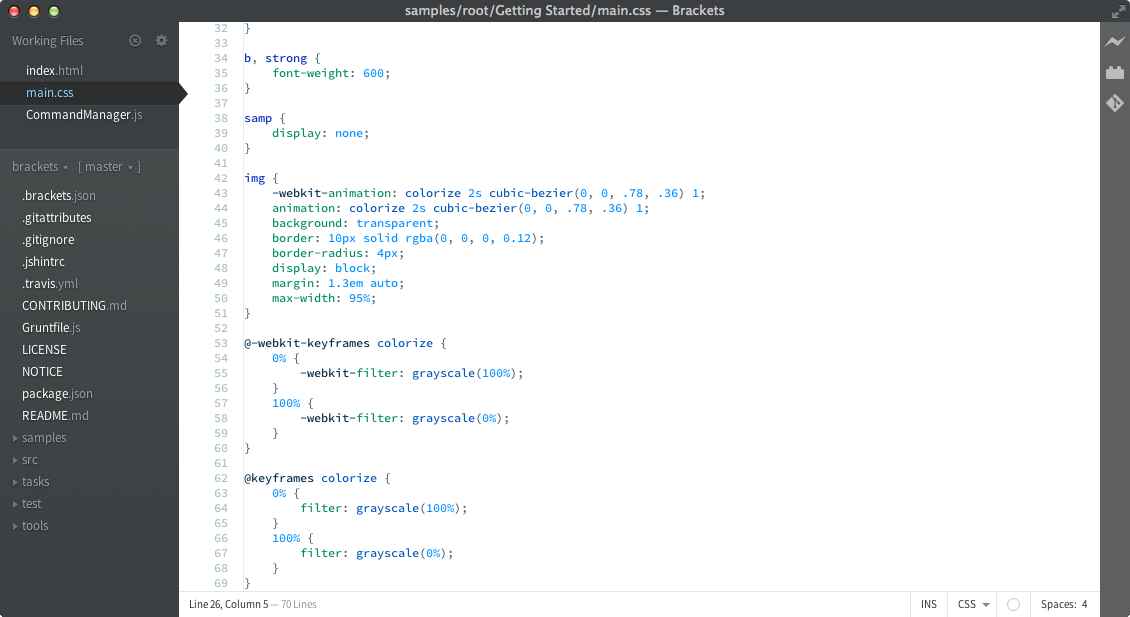 samples/root/Getting Started/main.css — Brackets
Working Files
index.html
main.css
CommandManager.js
brackets [ master ]
.brackets.json
.gitattributes
.gitignore
.jshintrc
.travis.yml
CONTRIBUTING.md
Gruntfile.js
LICENSE
NOTICE
package.json
README.md
samples
src
tasks
test
tools
32 }
33
34 b, strong {
35     font-weight: 600;
36 }
37
38 samp {
39     display: none;
40 }
41
42 img {
43     -webkit-animation: colorize 2s cubic-bezier(0, 0, .78, .36) 1;
44     animation: colorize 2s cubic-bezier(0, 0, .78, .36) 1;
45     background: transparent;
46     border: 10px solid rgba(0, 0, 0, 0.12);
47     border-radius: 4px;
48     display: block;
49     margin: 1.3em auto;
50     max-width: 95%;
51 }
52
53 @-webkit-keyframes colorize {
54     0% {
55         -webkit-filter: grayscale(100%);
56     }
57     100% {
58         -webkit-filter: grayscale(0%);
59     }
60 }
61
62 @keyframes colorize {
63     0% {
64         filter: grayscale(100%);
65     }
66     100% {
67         filter: grayscale(0%);
68     }
69 }
Line 26, Column 5 — 70 Lines
INS CSS Spaces: 4